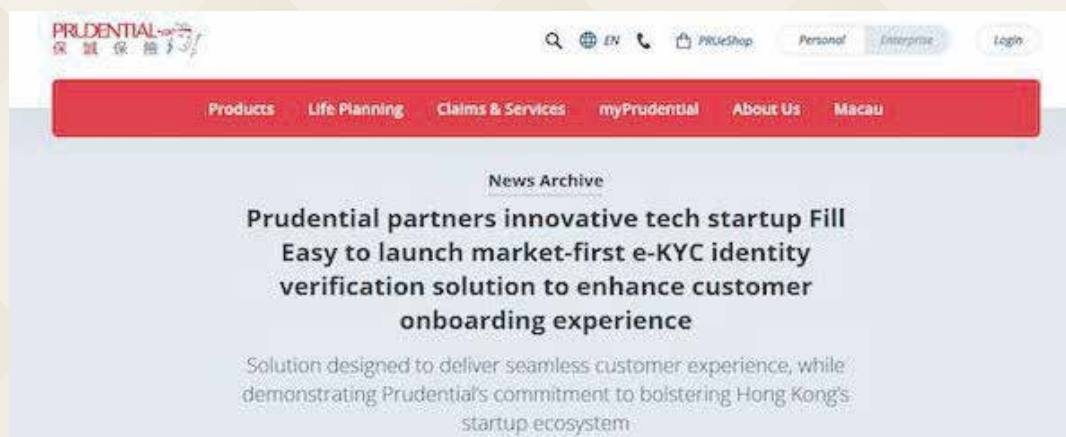 PRUDENTIAL
保誠保險
EN PRUeShop Personal Enterprise Login
Products Life Planning Claims & Services myPrudential About Us Macau
News Archive
Prudential partners innovative tech startup Fill
Easy to launch market-first e-KYC identity
verification solution to enhance customer
onboarding experience
Solution designed to deliver seamless customer experience, while
demonstrating Prudential's commitment to bolstering Hong Kong's
startup ecosystem